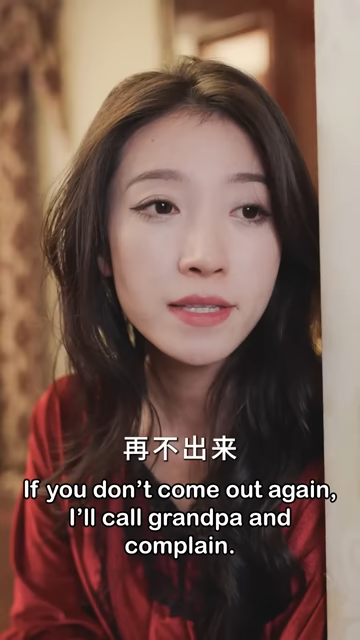 再不出来
If you don't come out again,
I'll call grandpa and
complain.